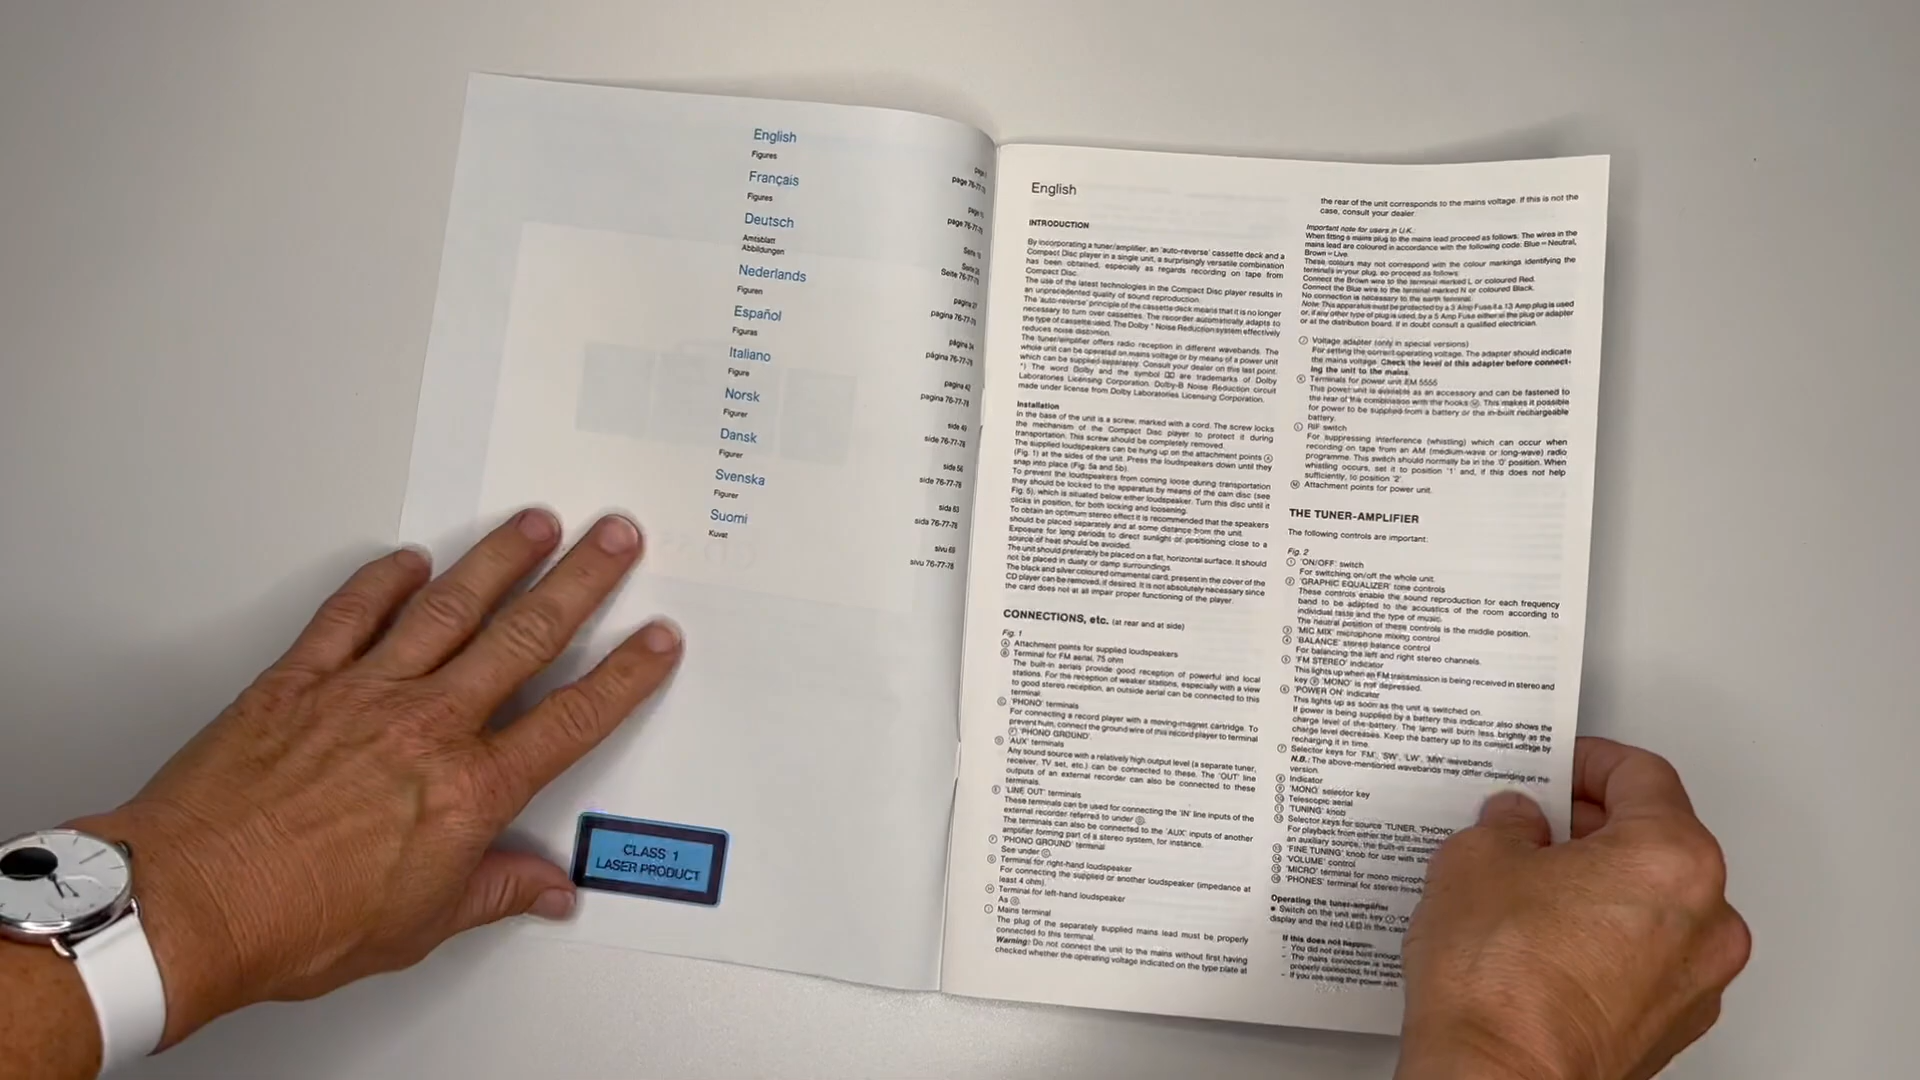 English
Figures
page 76-77-78
Français
Figures
page 76-77-78
Deutsch
Amtsblatt
Abbildungen
Seite 76-77-78
Nederlands
Figuren
pagina 27
pagina 76-77-78
Español
Figuras
página 34
página 76-77-78
Italiano
Figure
pagina 42
pagina 76-77-78
Norsk
Figurer
side 49
side 76-77-78
Dansk
Figurer
side 56
side 76-77-78
Svenska
Figurer
sida 63
sida 76-77-78
Suomi
Kuvat
sivu 69
sivu 76-77-78
CLASS 1
LASER PRODUCT
English
INTRODUCTION
By incorporating a tuner/amplifier, an 'auto-reverse' cassette deck and a
Compact Disc player in a single unit, a surprisingly versatile combination
has been obtained, especially as regards recording on tape from
Compact Disc.
The use of the latest technologies in the Compact Disc player results in
an unprecedented quality of sound reproduction.
The 'auto-reverse' principle of the cassette deck means that it is no longer
necessary to turn over cassettes. The recorder automatically adapts to
the type of cassette used. The Dolby * Noise Reduction system effectively
reduces noise distortion.
The tuner/amplifier offers radio reception in different wavebands. The
whole unit can be operated on mains voltage or by means of a power unit
which can be supplied separately. Consult your dealer on this last point.
*) The word Dolby and the symbol are trademarks of Dolby
Laboratories Licensing Corporation. Dolby-B Noise Reduction circuit
made under license from Dolby Laboratories Licensing Corporation.
Installation
In the base of the unit is a screw, marked with a cord. The screw locks
the mechanism of the Compact Disc player to protect it during
transportation. This screw should be completely removed.
The supplied loudspeakers can be hung up on the attachment points Ⓐ
(Fig. 1) at the sides of the unit. Press the loudspeakers down until they
snap into place (Fig. 5a and 5b).
To prevent the loudspeakers from coming loose during transportation
they should be locked to the apparatus by means of the cam disc (see
Fig. 5), which is situated below either loudspeaker. Turn this disc until it
clicks in position, for both locking and loosening.
To obtain an optimum stereo effect it is recommended that the speakers
should be placed separately and at some distance from the unit.
Exposure for long periods to direct sunlight or positioning close to a
source of heat should be avoided.
The unit should preferably be placed on a flat, horizontal surface. It should
not be placed in dusty or damp surroundings.
The black and silver coloured ornamental card, present in the cover of the
CD player can be removed, if desired. It is not absolutely necessary since
the card does not at all impair proper functioning of the player.
CONNECTIONS, etc. (at rear and at side)
Fig. 1
Ⓐ Attachment points for supplied loudspeakers
Ⓑ Terminal for FM aerial, 75 ohm
The built-in aerials provide good reception of powerful and local
stations. For the reception of weaker stations, especially with a view
to good stereo reception, an outside aerial can be connected to this
terminal.
Ⓒ 'PHONO' terminals
For connecting a record player with a moving-magnet cartridge. To
prevent hum, connect the ground wire of this record player to terminal
Ⓕ 'PHONO GROUND'.
Ⓓ 'AUX' terminals
Any sound source with a relatively high output level (a separate tuner,
receiver, TV set, etc.) can be connected to these. The 'OUT' line
outputs of an external recorder can also be connected to these
terminals.
Ⓔ 'LINE OUT' terminals
These terminals can be used for connecting the 'IN' line inputs of the
external recorder referred to under Ⓓ.
The terminals can also be connected to the 'AUX' inputs of another
amplifier forming part of a stereo system, for instance.
Ⓕ 'PHONO GROUND' terminal
See under Ⓒ.
Ⓖ Terminal for right-hand loudspeaker
For connecting the supplied or another loudspeaker (impedance at
least 4 ohm).
Ⓗ Terminal for left-hand loudspeaker
As Ⓖ.
Ⓘ Mains terminal
The plug of the separately supplied mains lead must be properly
connected to this terminal.
Warning: Do not connect the unit to the mains without first having
checked whether the operating voltage indicated on the type plate at
the rear of the unit corresponds to the mains voltage. If this is not the
case, consult your dealer.
Important note for users in U.K.:
When fitting a mains plug to the mains lead proceed as follows. The wires in the
mains lead are coloured in accordance with the following code: Blue = Neutral,
Brown = Live.
These colours may not correspond with the colour markings identifying the
terminals in your plug, so proceed as follows:
Connect the Brown wire to the terminal marked L or coloured Red.
Connect the Blue wire to the terminal marked N or coloured Black.
No connection is necessary to the earth terminal.
Note: This apparatus must be protected by a 3 Amp Fuse if a 13 Amp plug is used
or, if any other type of plug is used, by a 5 Amp Fuse either in the plug or adapter
or at the distribution board. If in doubt consult a qualified electrician.
Ⓙ Voltage adapter (only in special versions)
For setting the correct operating voltage. The adapter should indicate
the mains voltage. Check the level of this adapter before connect-
ing the unit to the mains.
Ⓚ Terminals for power unit EM 5555
This power unit is available as an accessory and can be fastened to
the rear of the combination with the hooks Ⓜ. This makes it possible
for power to be supplied from a battery or the in-built rechargeable
battery.
Ⓛ RIF switch
For suppressing interference (whistling) which can occur when
recording on tape from an AM (medium-wave or long-wave) radio
programme. This switch should normally be in the '0' position. When
whistling occurs, set it to position '1' and, if this does not help
sufficiently, to position '2'.
Ⓜ Attachment points for power unit.
THE TUNER-AMPLIFIER
The following controls are important:
Fig. 2
① 'ON/OFF' switch
For switching on/off the whole unit.
② 'GRAPHIC EQUALIZER' tone controls
These controls enable the sound reproduction for each frequency
band to be adapted to the acoustics of the room according to
individual taste and the type of music.
The neutral position of these controls is the middle position.
③ 'MIC MIX' microphone mixing control
④ 'BALANCE' stereo balance control
For balancing the left and right stereo channels.
⑤ 'FM STEREO' indicator
This lights up when an FM transmission is being received in stereo and
key ⑨ 'MONO' is not depressed.
⑥ 'POWER ON' indicator
This lights up as soon as the unit is switched on.
If power is being supplied by a battery this indicator also shows the
charge level of the battery. The lamp will burn less brightly as the
charge level decreases. Keep the battery up to its correct voltage by
recharging it in time.
⑦ Selector keys for 'FM', 'SW', 'LW', 'MW' wavebands
N.B.: The above-mentioned wavebands may differ depending on the
version.
⑧ Indicator
⑨ 'MONO' selector key
⑩ Telescopic aerial
⑪ 'TUNING' knob
⑫ Selector keys for source 'TUNER, 'PHONO
For playback from either the built-in tuner
an auxiliary source, the built-in cassette
⑬ 'FINE TUNING' knob for use with
⑭ 'VOLUME' control
⑮ 'MICRO' terminal for mono
⑯ 'PHONES' terminal for stereo
Operating the tuner-amplifier
● Switch on the unit with key ①
display and the red LED in the
If this does not happen:
– You did not press hard enough
– The mains connection is
properly connected, first
– If you are using the power unit,